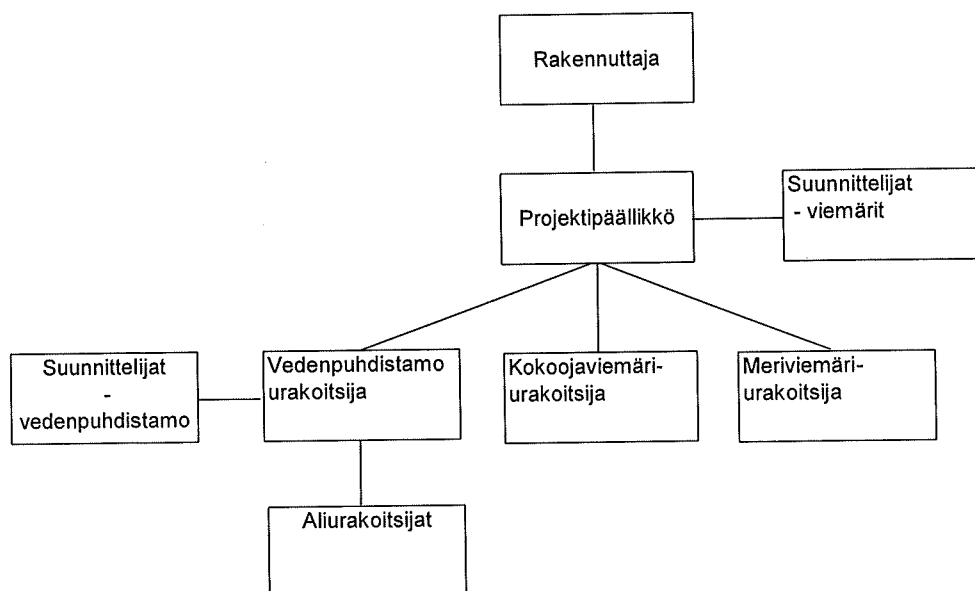 Rakennuttaja
Projektipäällikkö
Suunnittelijat
- viemärit
Suunnittelijat
-
vedenpuhdistamo
Vedenpuhdistamo
urakoitsija
Kokoojaviemäri-
urakoitsija
Meriviemäri-
urakoitsija
Aliurakoitsijat